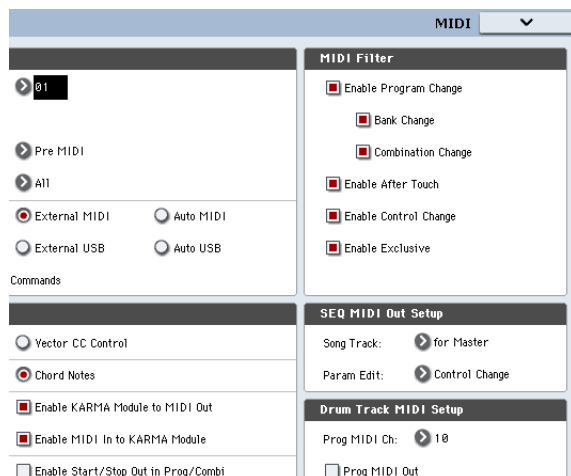 MIDI
01
Pre MIDI
All
External MIDI
Auto MIDI
External USB
Auto USB
Commands
Vector CC Control
Chord Notes
Enable KARMA Module to MIDI Out
Enable MIDI In to KARMA Module
Enable Start/Stop Out in Prog/Combi
MIDI Filter
Enable Program Change
Bank Change
Combination Change
Enable After Touch
Enable Control Change
Enable Exclusive
SEQ MIDI Out Setup
Song Track: for Master
Param Edit: Control Change
Drum Track MIDI Setup
Prog MIDI Ch: 10
Prog MIDI Out